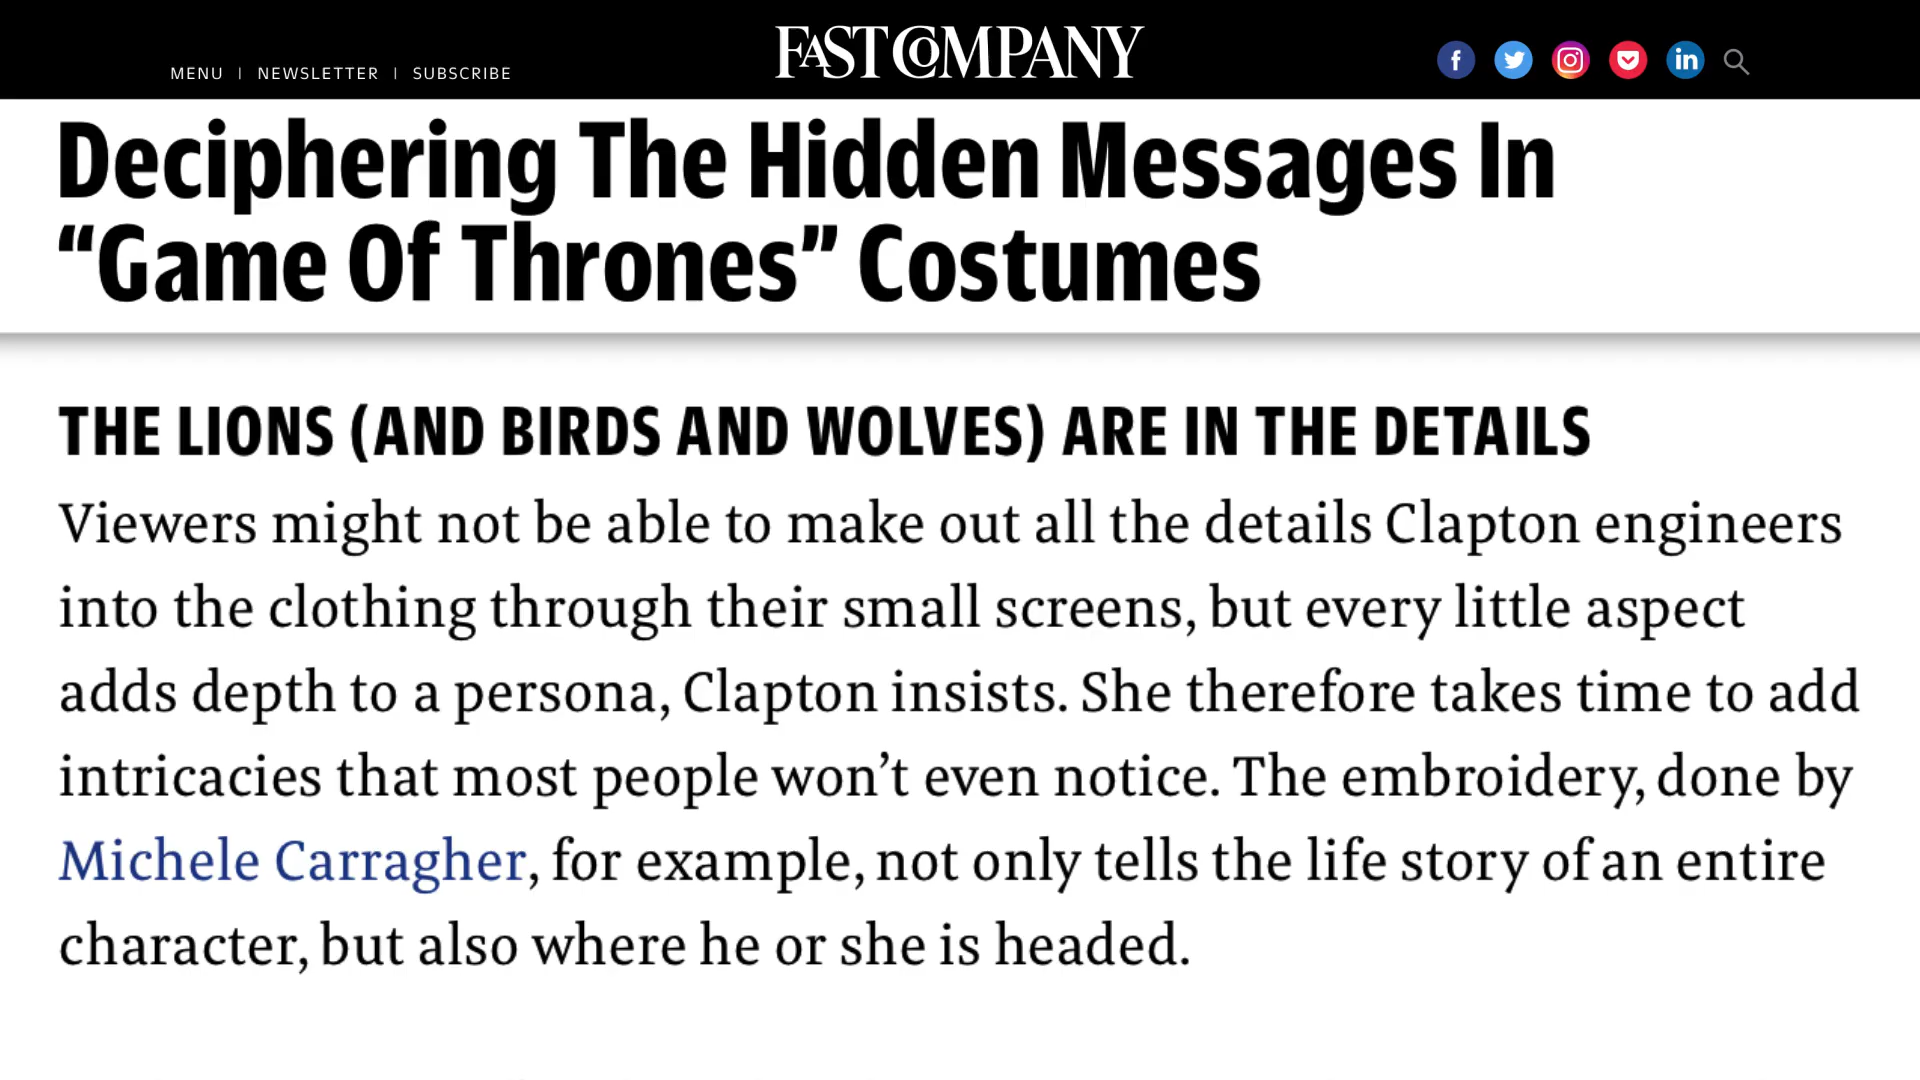 MENU | NEWSLETTER | SUBSCRIBE
FAST COMPANY
Deciphering The Hidden Messages In
“Game Of Thrones” Costumes
THE LIONS (AND BIRDS AND WOLVES) ARE IN THE DETAILS
Viewers might not be able to make out all the details Clapton engineers
into the clothing through their small screens, but every little aspect
adds depth to a persona, Clapton insists. She therefore takes time to add
intricacies that most people won’t even notice. The embroidery, done by
Michele Carragher, for example, not only tells the life story of an entire
character, but also where he or she is headed.